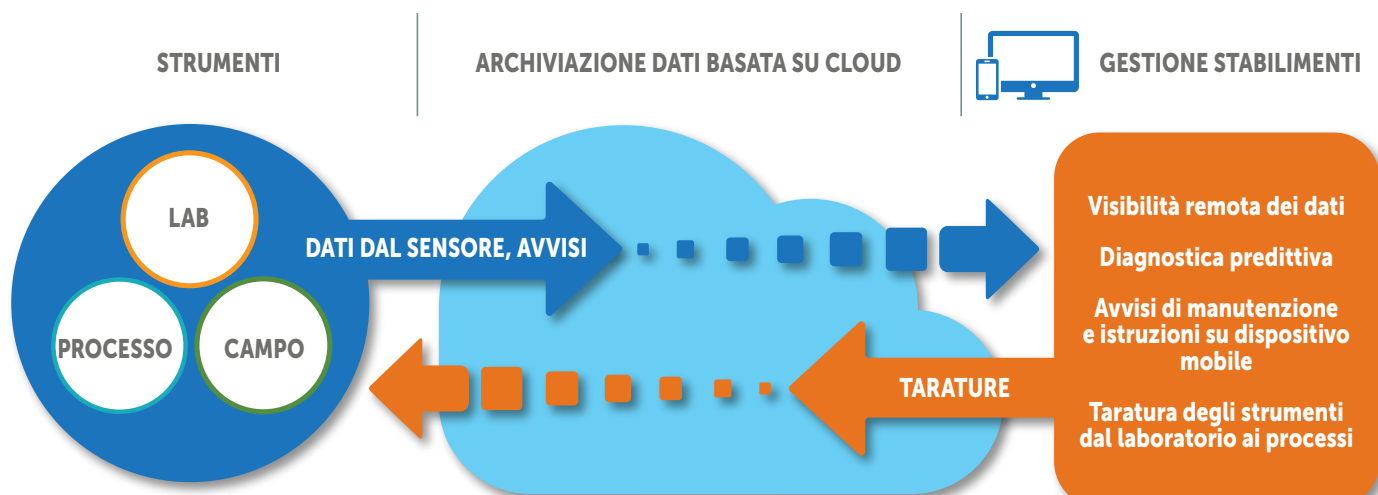 STRUMENTI
ARCHIVIAZIONE DATI BASATA SU CLOUD
GESTIONE STABILIMENTI
LAB
PROCESSO
CAMPO
DATI DAL SENSORE, AVVISI
TARATURE
Visibilità remota dei dati
Diagnostica predittiva
Avvisi di manutenzione
e istruzioni su dispositivo
mobile
Taratura degli strumenti
dal laboratorio ai processi